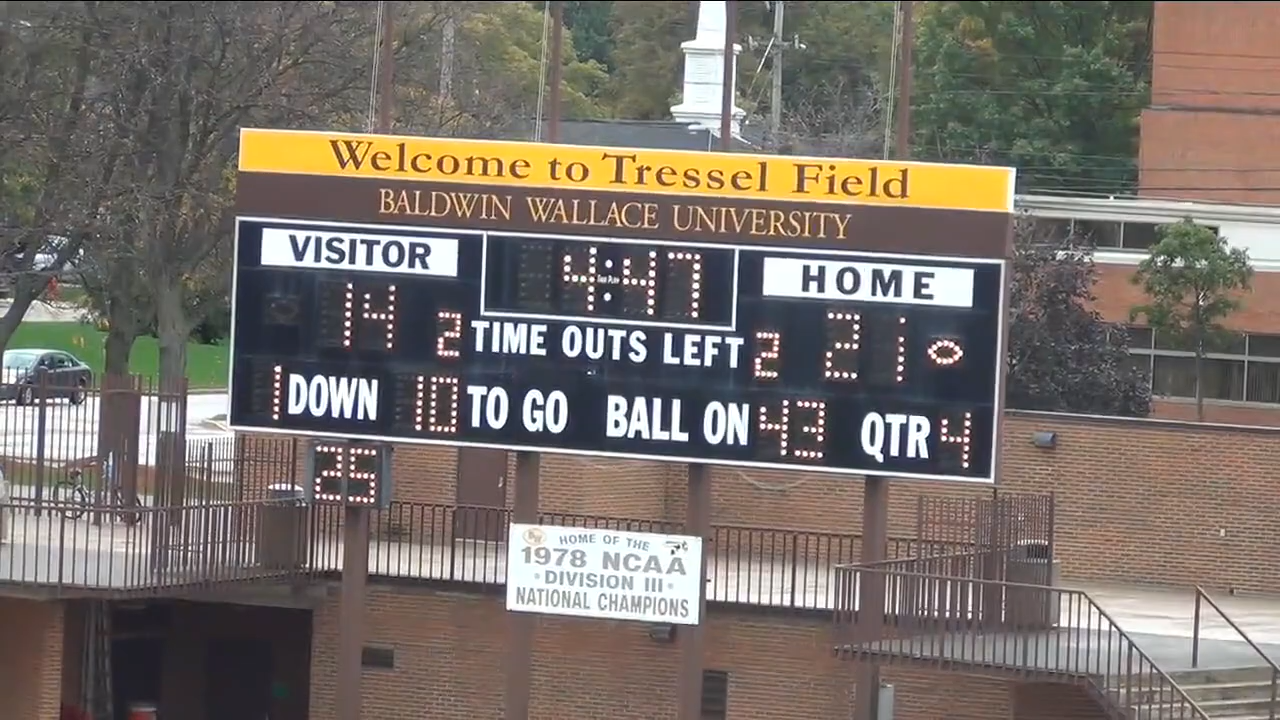 Welcome to Tressel Field
BALDWIN WALLACE UNIVERSITY
VISITOR 4:47 HOME
14 2 TIME OUTS LEFT 2 21
1 DOWN 10 TO GO BALL ON 43 QTR 4
25
HOME OF THE
1978 NCAA
DIVISION III
NATIONAL CHAMPIONS